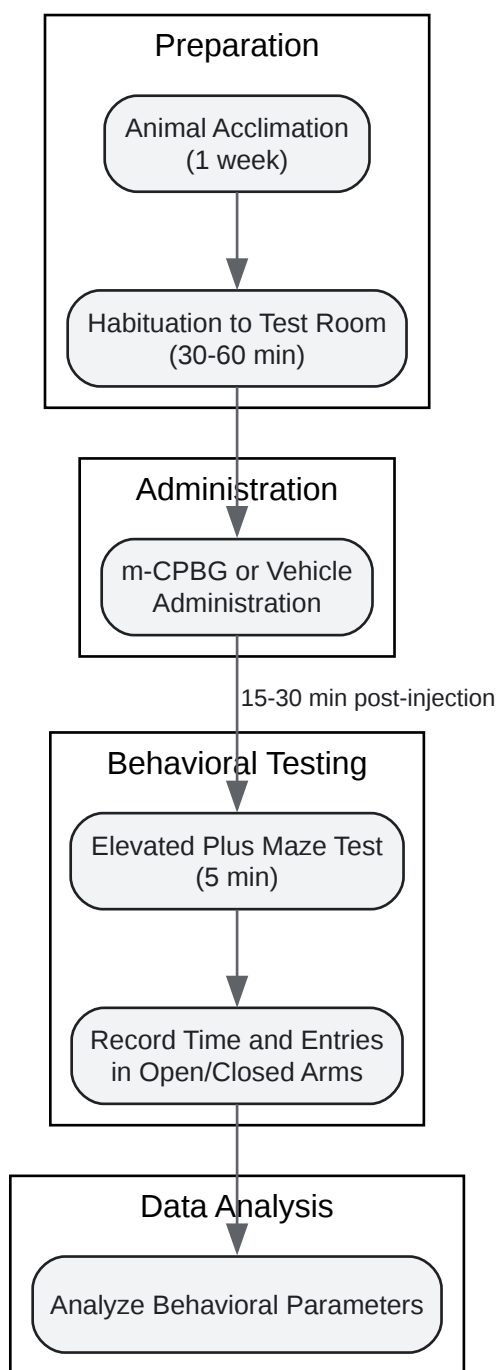 Preparation
Animal Acclimation
(1 week)
Habituation to Test Room
(30-60 min)
Administration
m-CPBG or Vehicle
Administration
15-30 min post-injection
Behavioral Testing
Elevated Plus Maze Test
(5 min)
Record Time and Entries
in Open/Closed Arms
Data Analysis
Analyze Behavioral Parameters